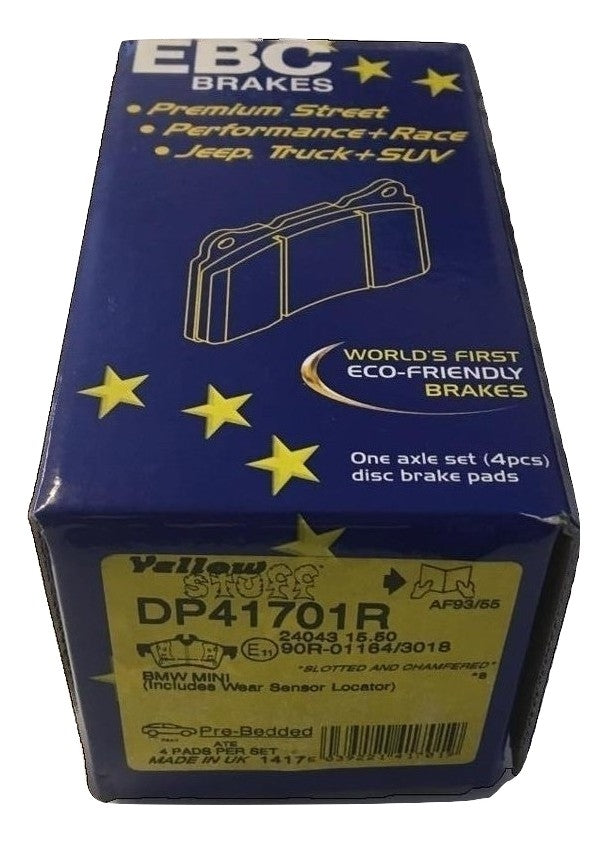 EBC
BRAKES
• Premium Street
• Performance+Race
• Jeep, Truck+SUV
WORLD'S FIRST
ECO-FRIENDLY
BRAKES
One axle set (4pcs)
disc brake pads
Yellow
STUFF
AF93/55
DP41701R
24043 15.50
E11 90R-01164/3018
"SLOTTED AND CHAMFERED"
BMW MINI
(Includes Wear Sensor Locator)
Pre-Bedded
ATE
4 PADS PER SET
MADE IN UK 1417